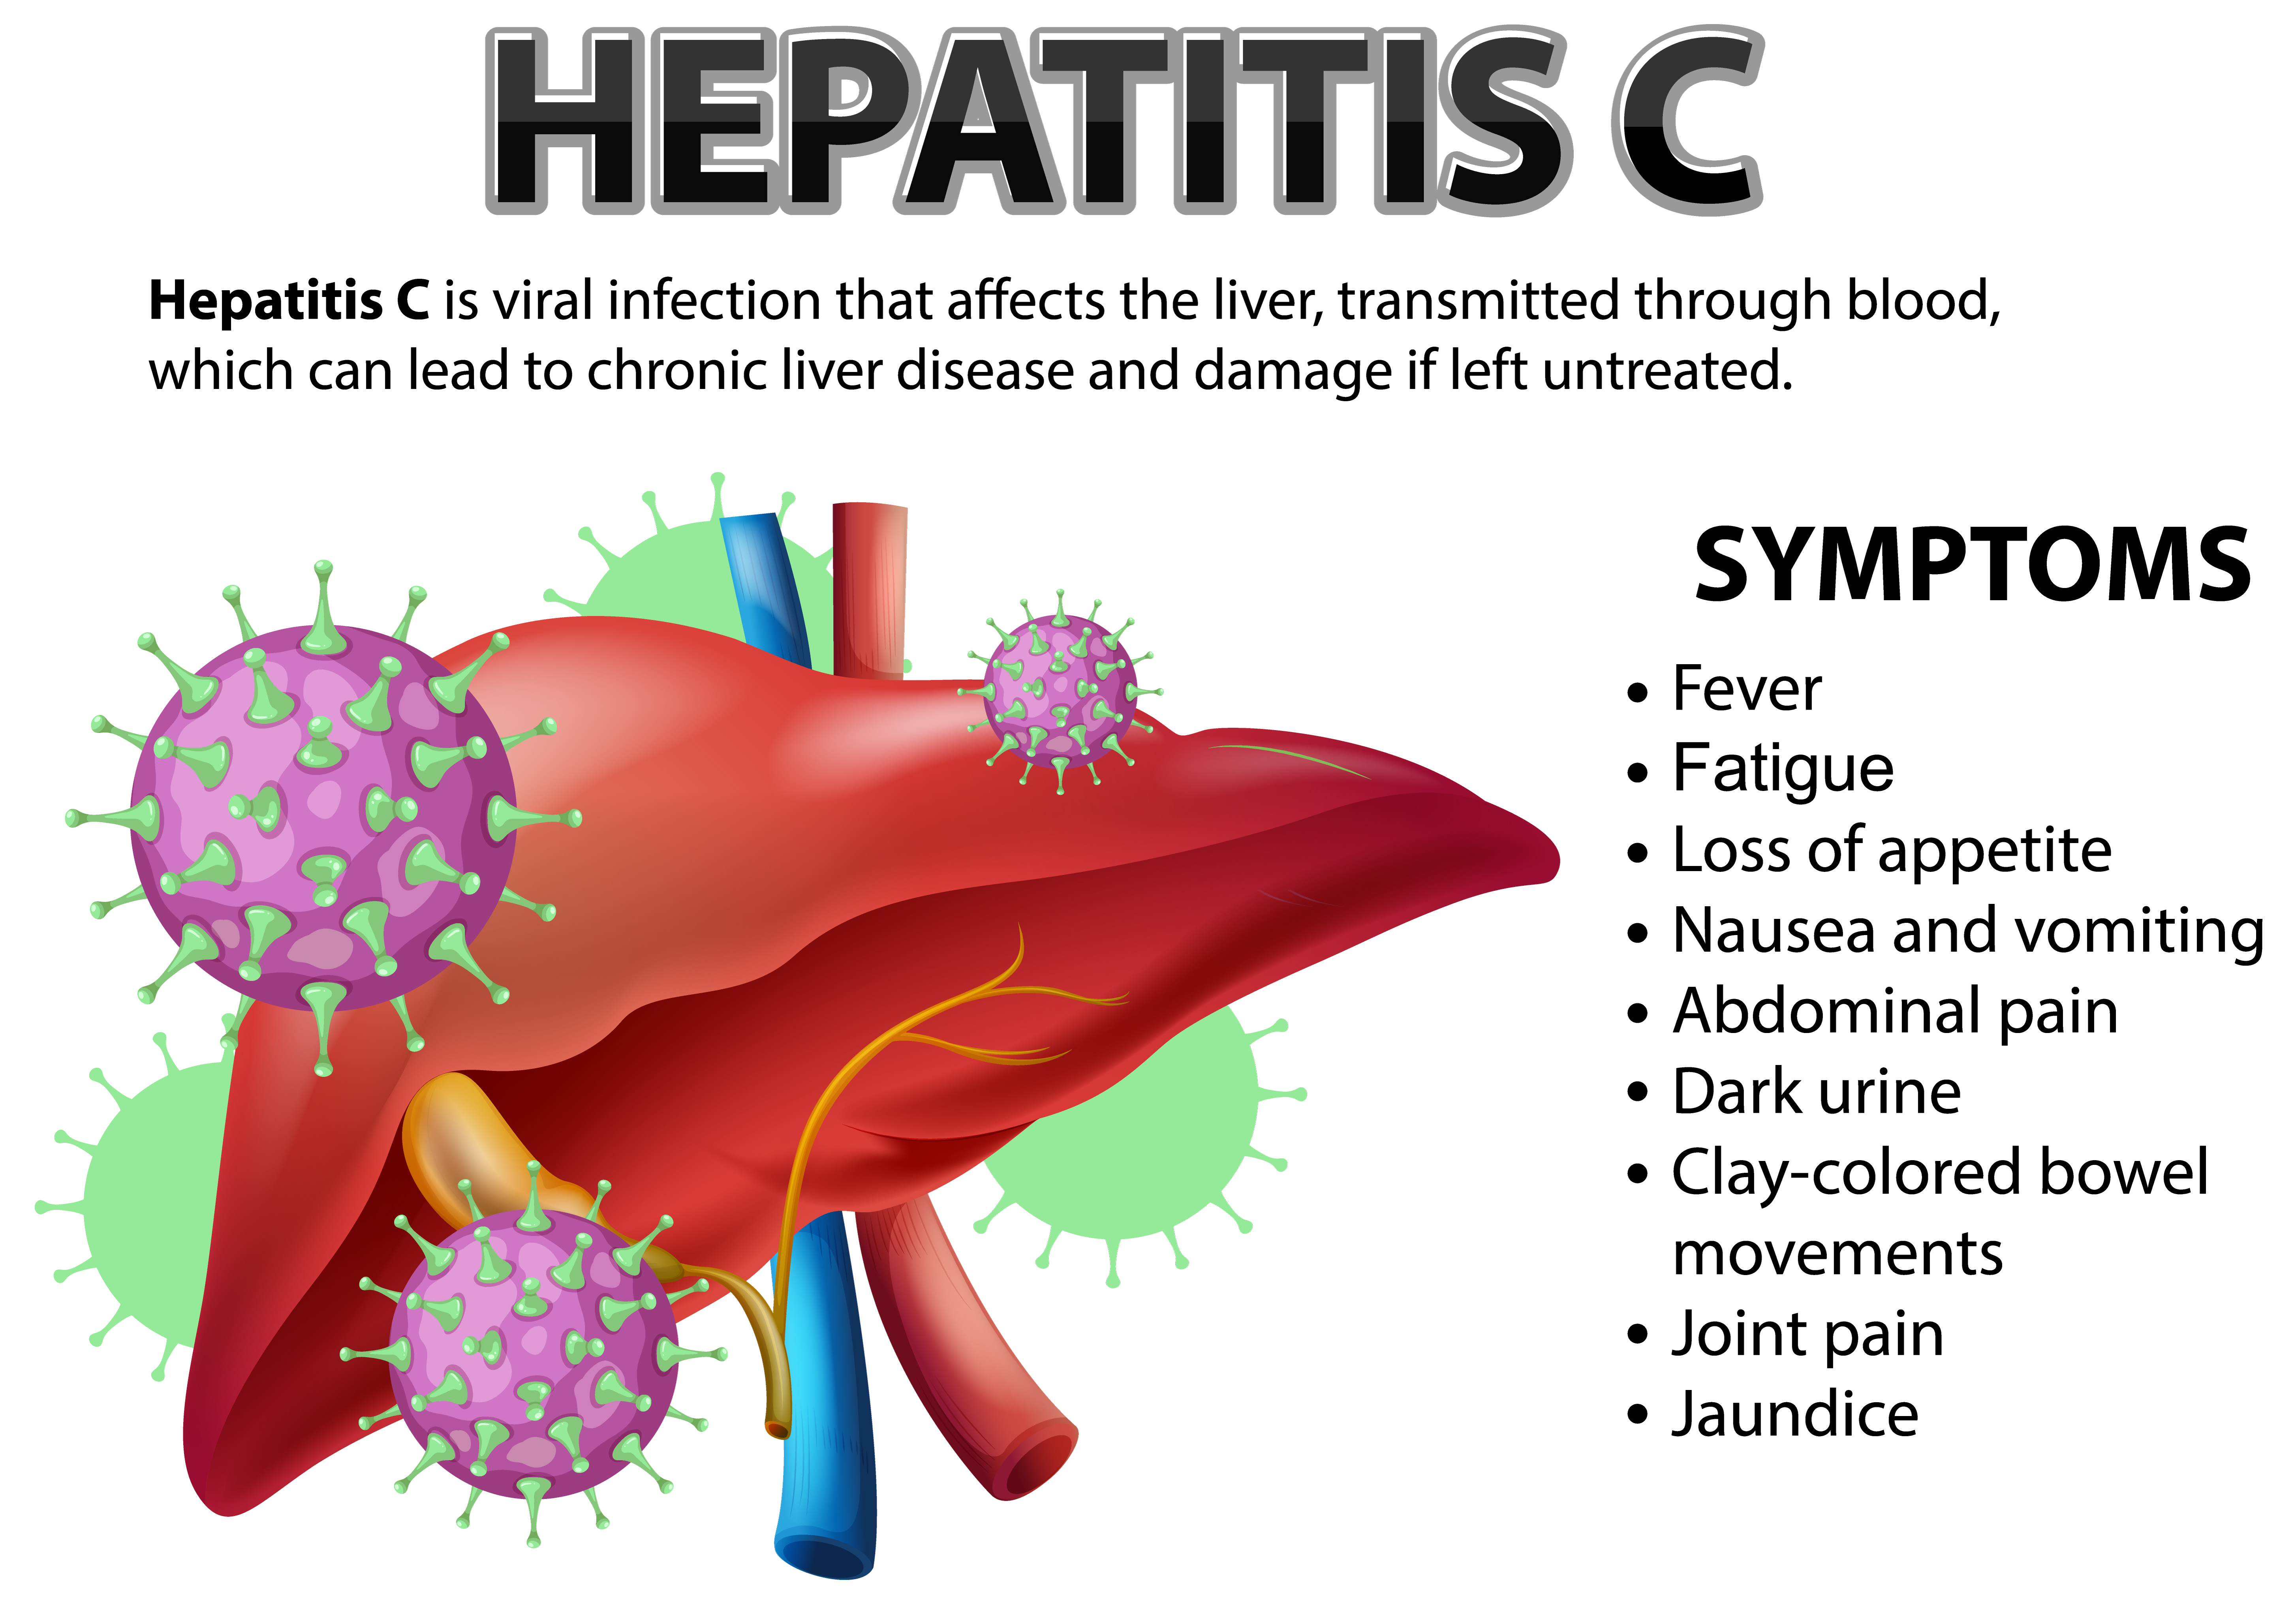 HEPATITIS C
Hepatitis C is viral infection that affects the liver, transmitted through blood,
which can lead to chronic liver disease and damage if left untreated.
SYMPTOMS
• Fever
• Fatigue
• Loss of appetite
• Nausea and vomiting
• Abdominal pain
• Dark urine
• Clay-colored bowel
movements
• Joint pain
• Jaundice